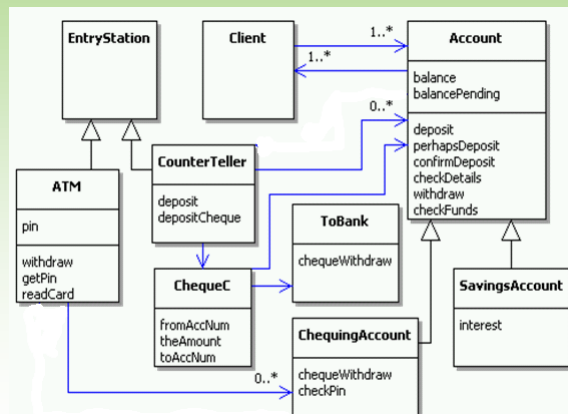 EntryStation
Client
1..*
1..*
Account
balance
balancePending
deposit
perhapsDeposit
confirmDeposit
checkDetails
withdraw
checkFunds
0..*
CounterTeller
deposit
depositCheque
ATM
pin
withdraw
getPin
readCard
ToBank
chequeWithdraw
ChequeC
fromAccNum
theAmount
toAccNum
SavingsAccount
interest
0..*
ChequingAccount
chequeWithdraw
checkPin